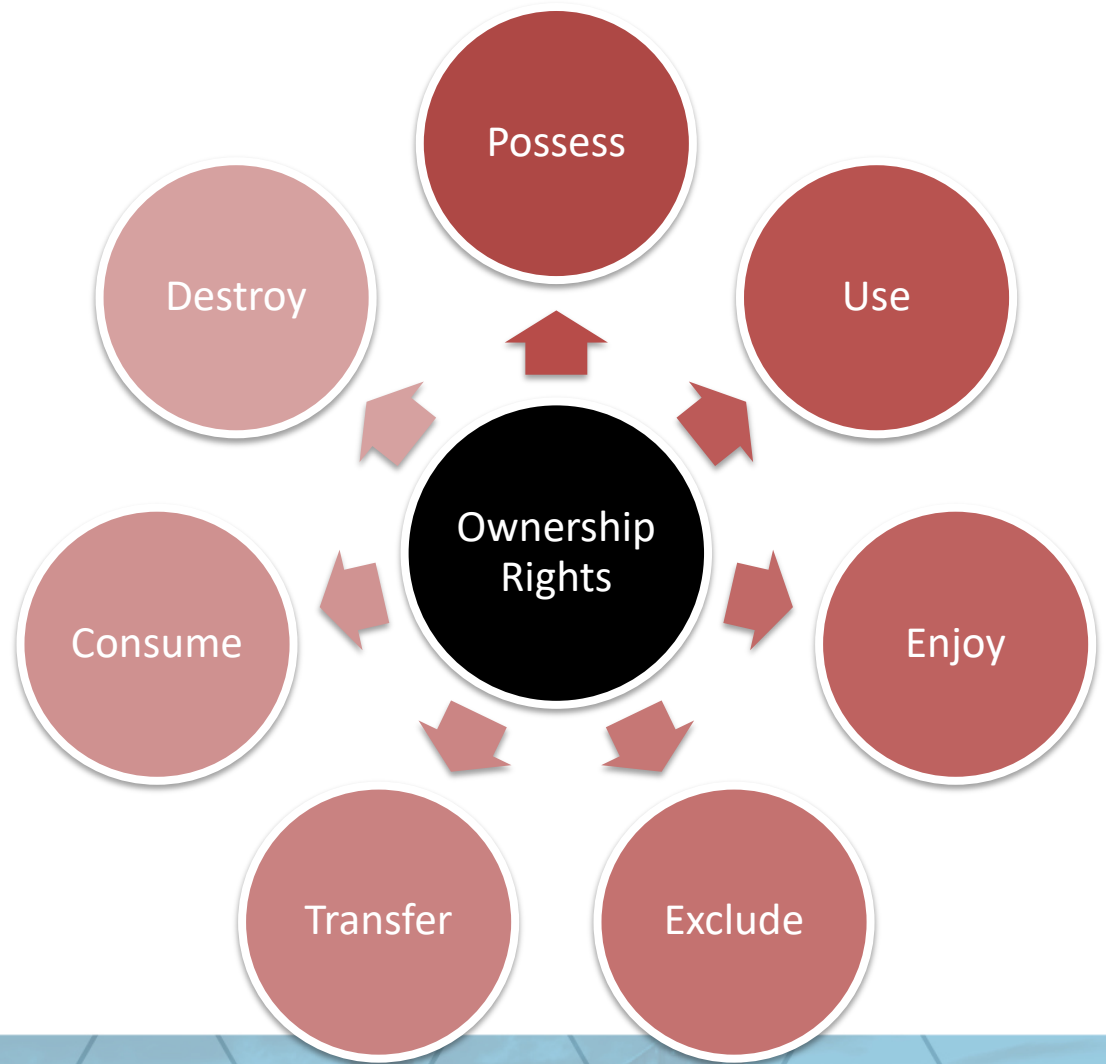 Possess
Use
Enjoy
Exclude
Transfer
Consume
Destroy
Ownership
Rights